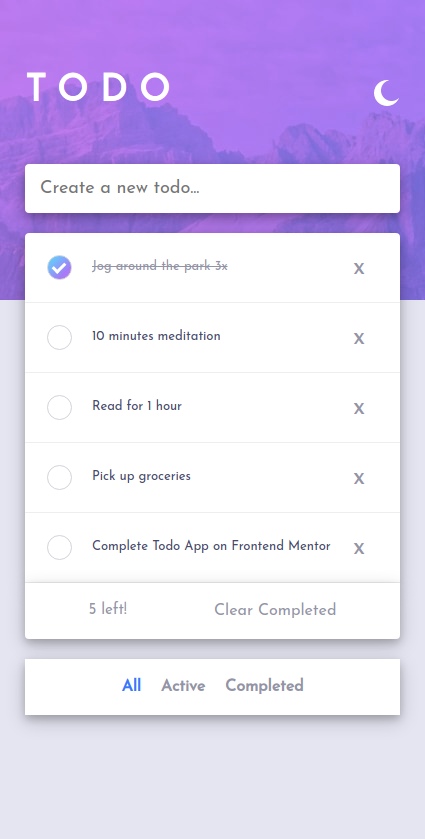 TODO
Create a new todo...
Jog around the park 3x
X
10 minutes meditation
X
Read for 1 hour
X
Pick up groceries
X
Complete Todo App on Frontend Mentor
X
5 left!
Clear Completed
All Active Completed